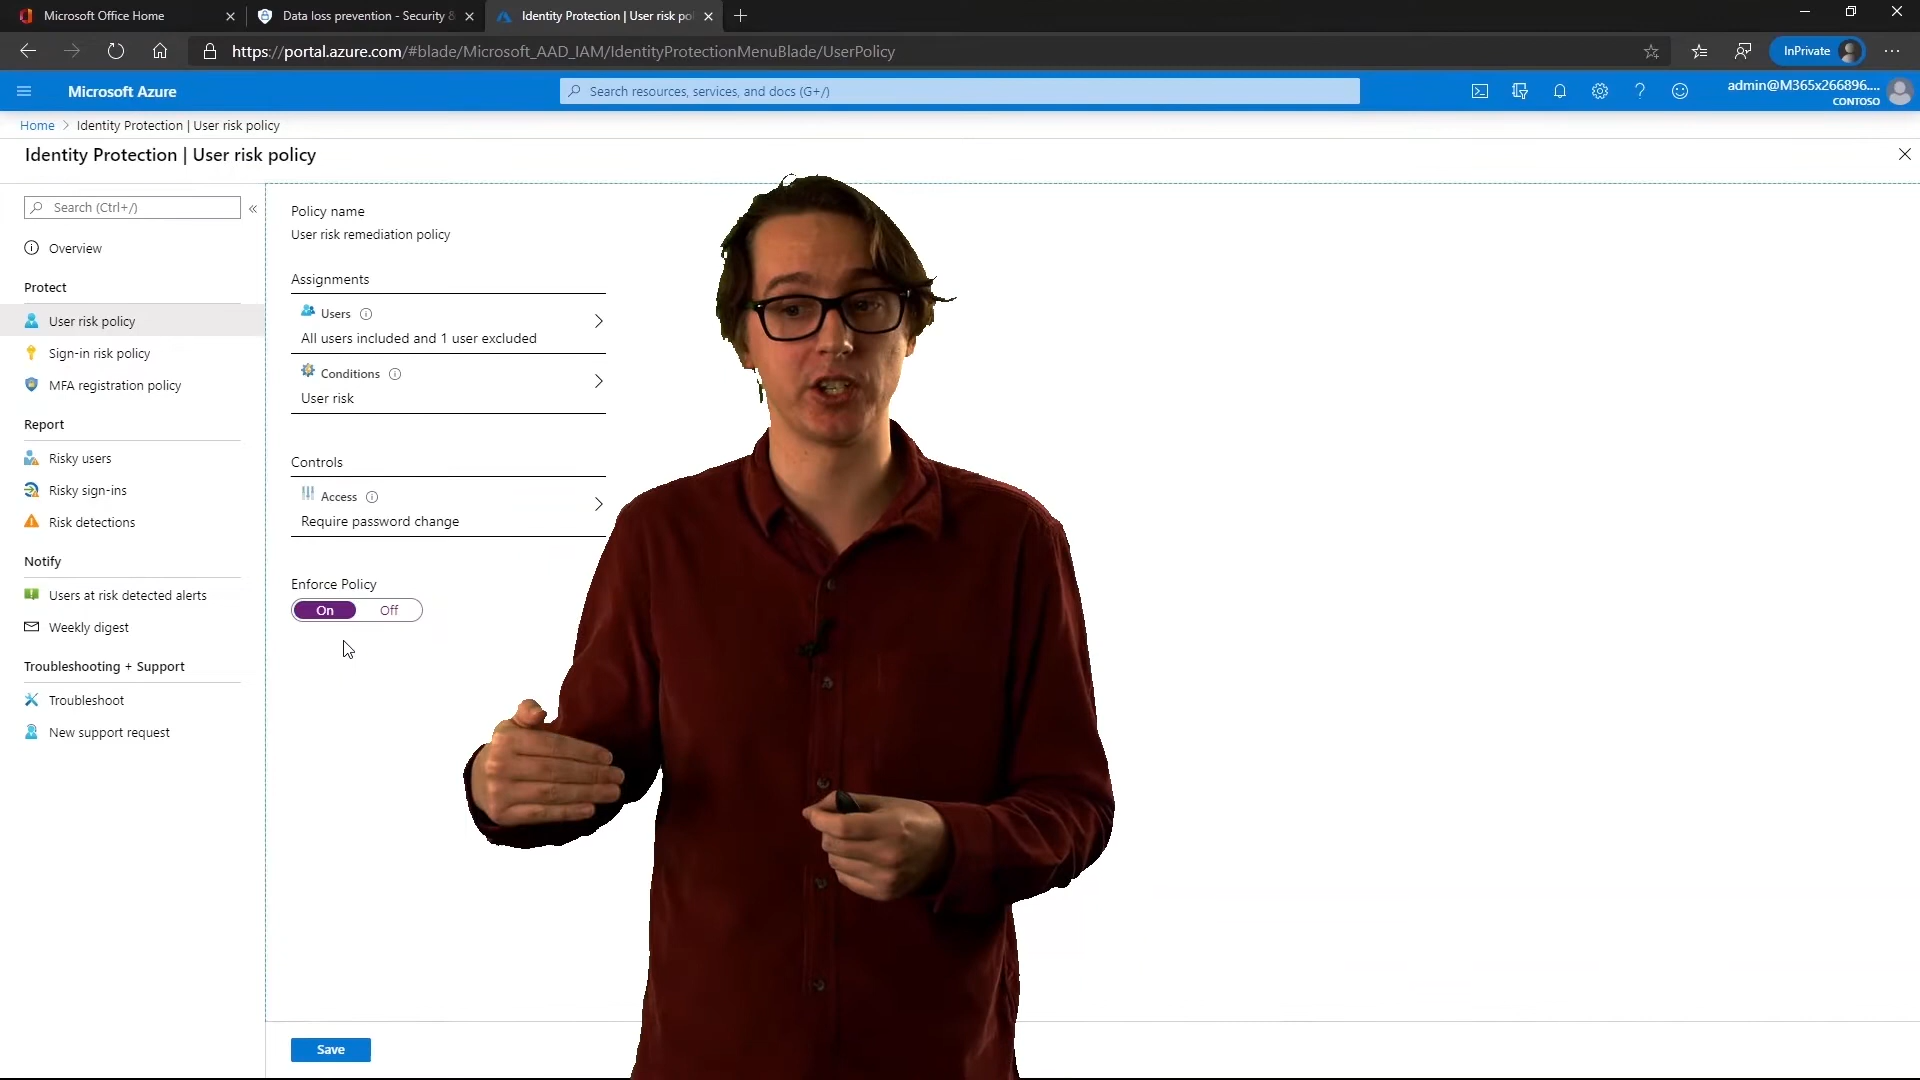 Microsoft Office Home
Data loss prevention - Security &
Identity Protection | User risk po
https://portal.azure.com/#blade/Microsoft_AAD_IAM/IdentityProtectionMenuBlade/UserPolicy
InPrivate
Microsoft Azure
Search resources, services, and docs (G+/)
admin@M365x266896....
CONTOSO
Home > Identity Protection | User risk policy
Identity Protection | User risk policy
Search (Ctrl+/)
Overview
Protect
User risk policy
Sign-in risk policy
MFA registration policy
Report
Risky users
Risky sign-ins
Risk detections
Notify
Users at risk detected alerts
Weekly digest
Troubleshooting + Support
Troubleshoot
New support request
Policy name
User risk remediation policy
Assignments
Users
All users included and 1 user excluded
Conditions
User risk
Controls
Access
Require password change
Enforce Policy
On Off
Save